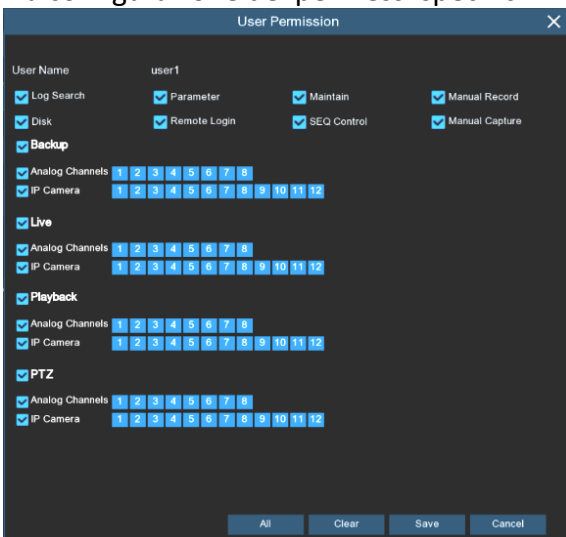 User Permission
User Name user1
Log Search Parameter Maintain Manual Record
Disk Remote Login SEQ Control Manual Capture
Backup
Analog Channels 1 2 3 4 5 6 7 8
IP Camera 1 2 3 4 5 6 7 8 9 10 11 12
Live
Analog Channels 1 2 3 4 5 6 7 8
IP Camera 1 2 3 4 5 6 7 8 9 10 11 12
Playback
Analog Channels 1 2 3 4 5 6 7 8
IP Camera 1 2 3 4 5 6 7 8 9 10 11 12
PTZ
Analog Channels 1 2 3 4 5 6 7 8
IP Camera 1 2 3 4 5 6 7 8 9 10 11 12
All Clear Save Cancel